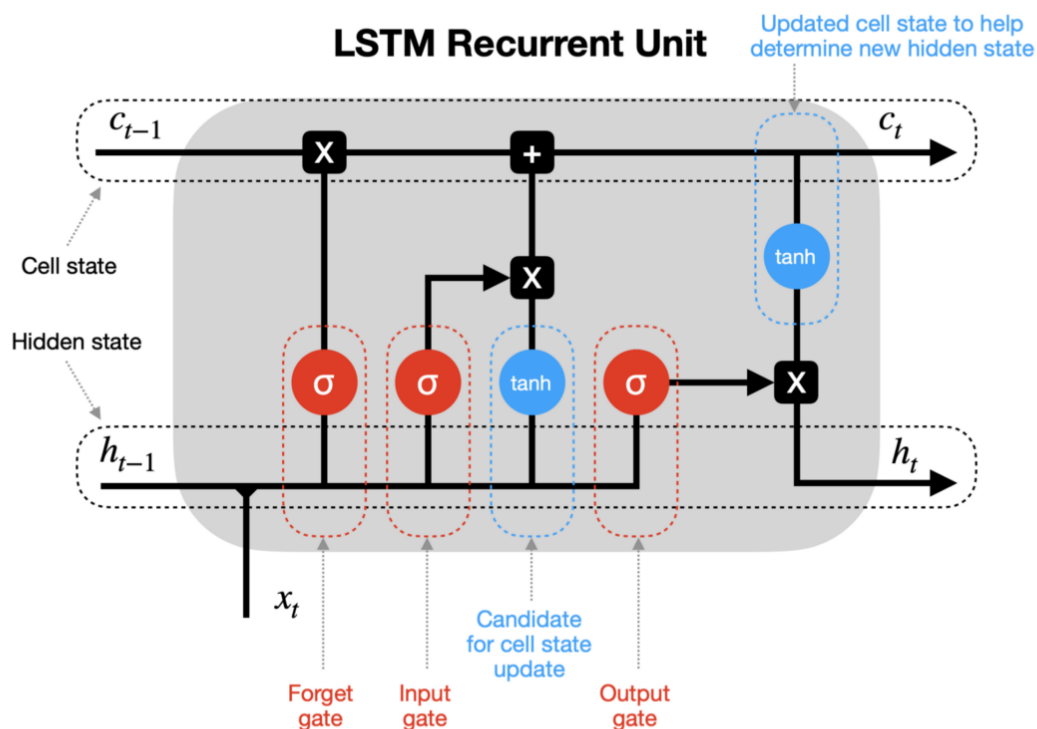 LSTM Recurrent Unit
Updated cell state to help
determine new hidden state
c_{t−1}
X
+
c_t
Cell state
X
tanh
Hidden state
σ
σ
tanh
σ
X
h_{t−1}
h_t
x_t
Candidate
for cell state
update
Forget
gate
Input
gate
Output
gate